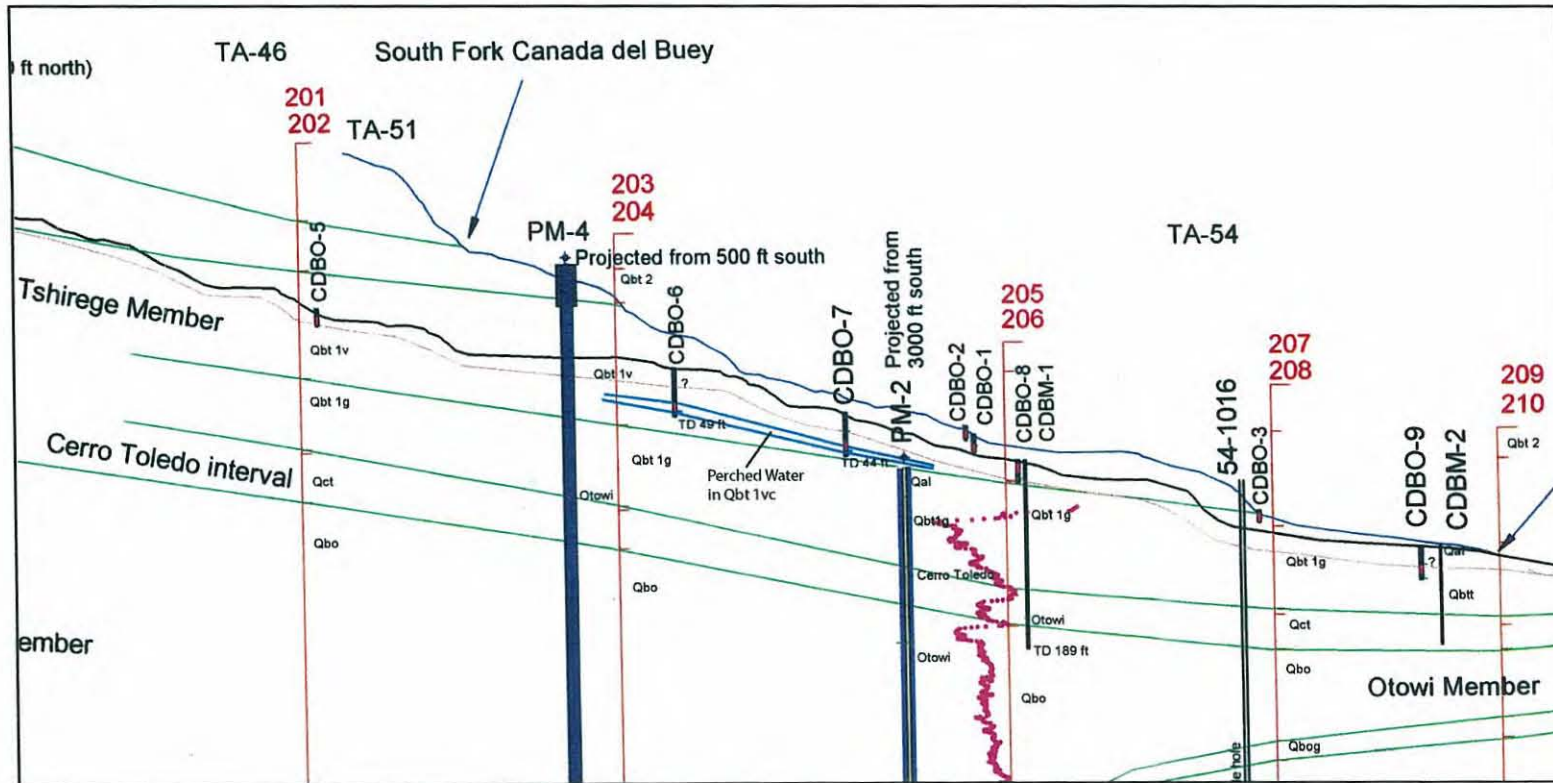 TA-46
South Fork Canada del Buey
ft north)
201
202
TA-51
203
204
PM-4
Projected from 500 ft south
Projected from
3000 ft south
TA-54
CDBO-5
Qbt 2
205
206
Tshirege Member
CDBO-6
CDBO-7
PM-2
CDBO-2
CDBO-1
CDBO-8
CDBM-1
207
208
209
210
Qbt 1v
Qbt 1v
?
54-1016
CDBO-3
CDBO-9
CDBM-2
Qbt 2
Qbt 1g
TD 49 ft
TD 44 ft
Cerro Toledo interval
Qbt 1g
Perched Water
in Qbt 1vc
Qal
Qct
Otowi
Qbt1g
Qbt 1g
Qbt 1g
?
Qal
Qbtt
Qbo
Qbo
Cerro Toledo
Otowi
Qct
ember
Otowi
TD 189 ft
Qbo
Qbo
Otowi Member
Qbog
e hole